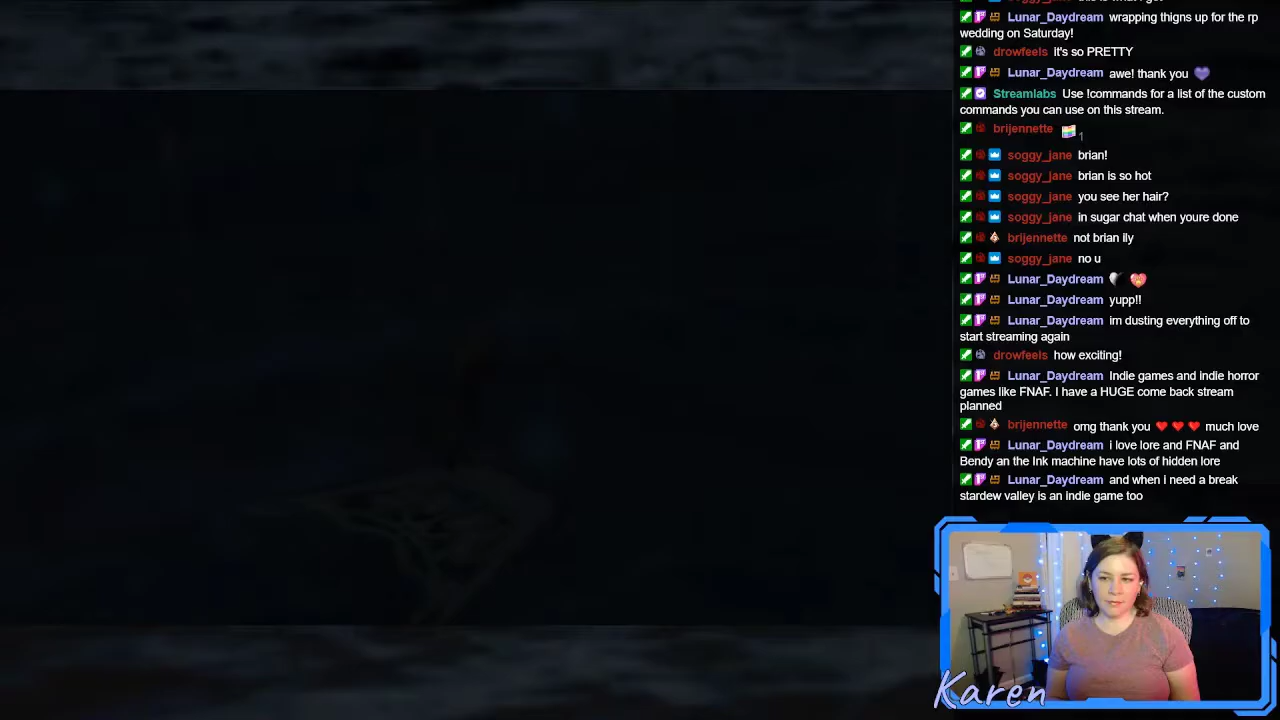 Lunar_Daydream wrapping thigns up for the rp
wedding on Saturday!
drowfeels it's so PRETTY
Lunar_Daydream awe! thank you
Streamlabs Use !commands for a list of the custom
commands you can use on this stream.
brijennette 1
soggy_jane brian!
soggy_jane brian is so hot
soggy_jane you see her hair?
soggy_jane in sugar chat when youre done
brijennette not brian ily
soggy_jane no u
Lunar_Daydream
Lunar_Daydream yupp!!
Lunar_Daydream im dusting everything off to
start streaming again
drowfeels how exciting!
Lunar_Daydream Indie games and indie horror
games like FNAF. I have a HUGE come back stream
planned
brijennette omg thank you much love
Lunar_Daydream i love lore and FNAF and
Bendy an the Ink machine have lots of hidden lore
Lunar_Daydream and when i need a break
stardew valley is an indie game too
Karen